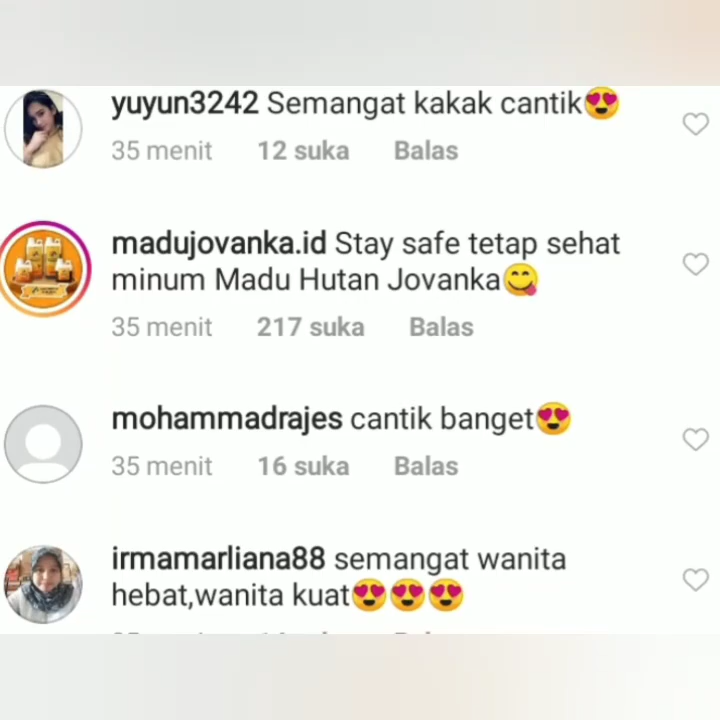 yuyun3242 Semangat kakak cantik😍
35 menit 12 suka Balas
madujovanka.id Stay safe tetap sehat
minum Madu Hutan Jovanka😋
35 menit 217 suka Balas
mohammadrajes cantik banget😍
35 menit 16 suka Balas
irmamarliana88 semangat wanita
hebat,wanita kuat😍😍😍